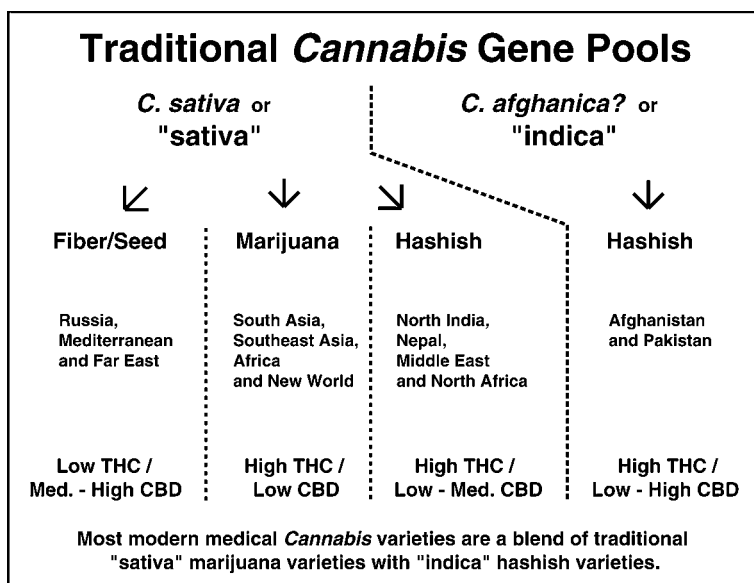 Traditional Cannabis Gene Pools
C. sativa or
"sativa"
C. afghanica? or
"indica"
Fiber/Seed
Marijuana
Hashish
Hashish
Russia,
Mediterranean
and Far East
South Asia,
Southeast Asia,
Africa
and New World
North India,
Nepal,
Middle East
and North Africa
Afghanistan
and Pakistan
Low THC /
Med. - High CBD
High THC /
Low CBD
High THC /
Low - Med. CBD
High THC /
Low - High CBD
Most modern medical Cannabis varieties are a blend of traditional
"sativa" marijuana varieties with "indica" hashish varieties.